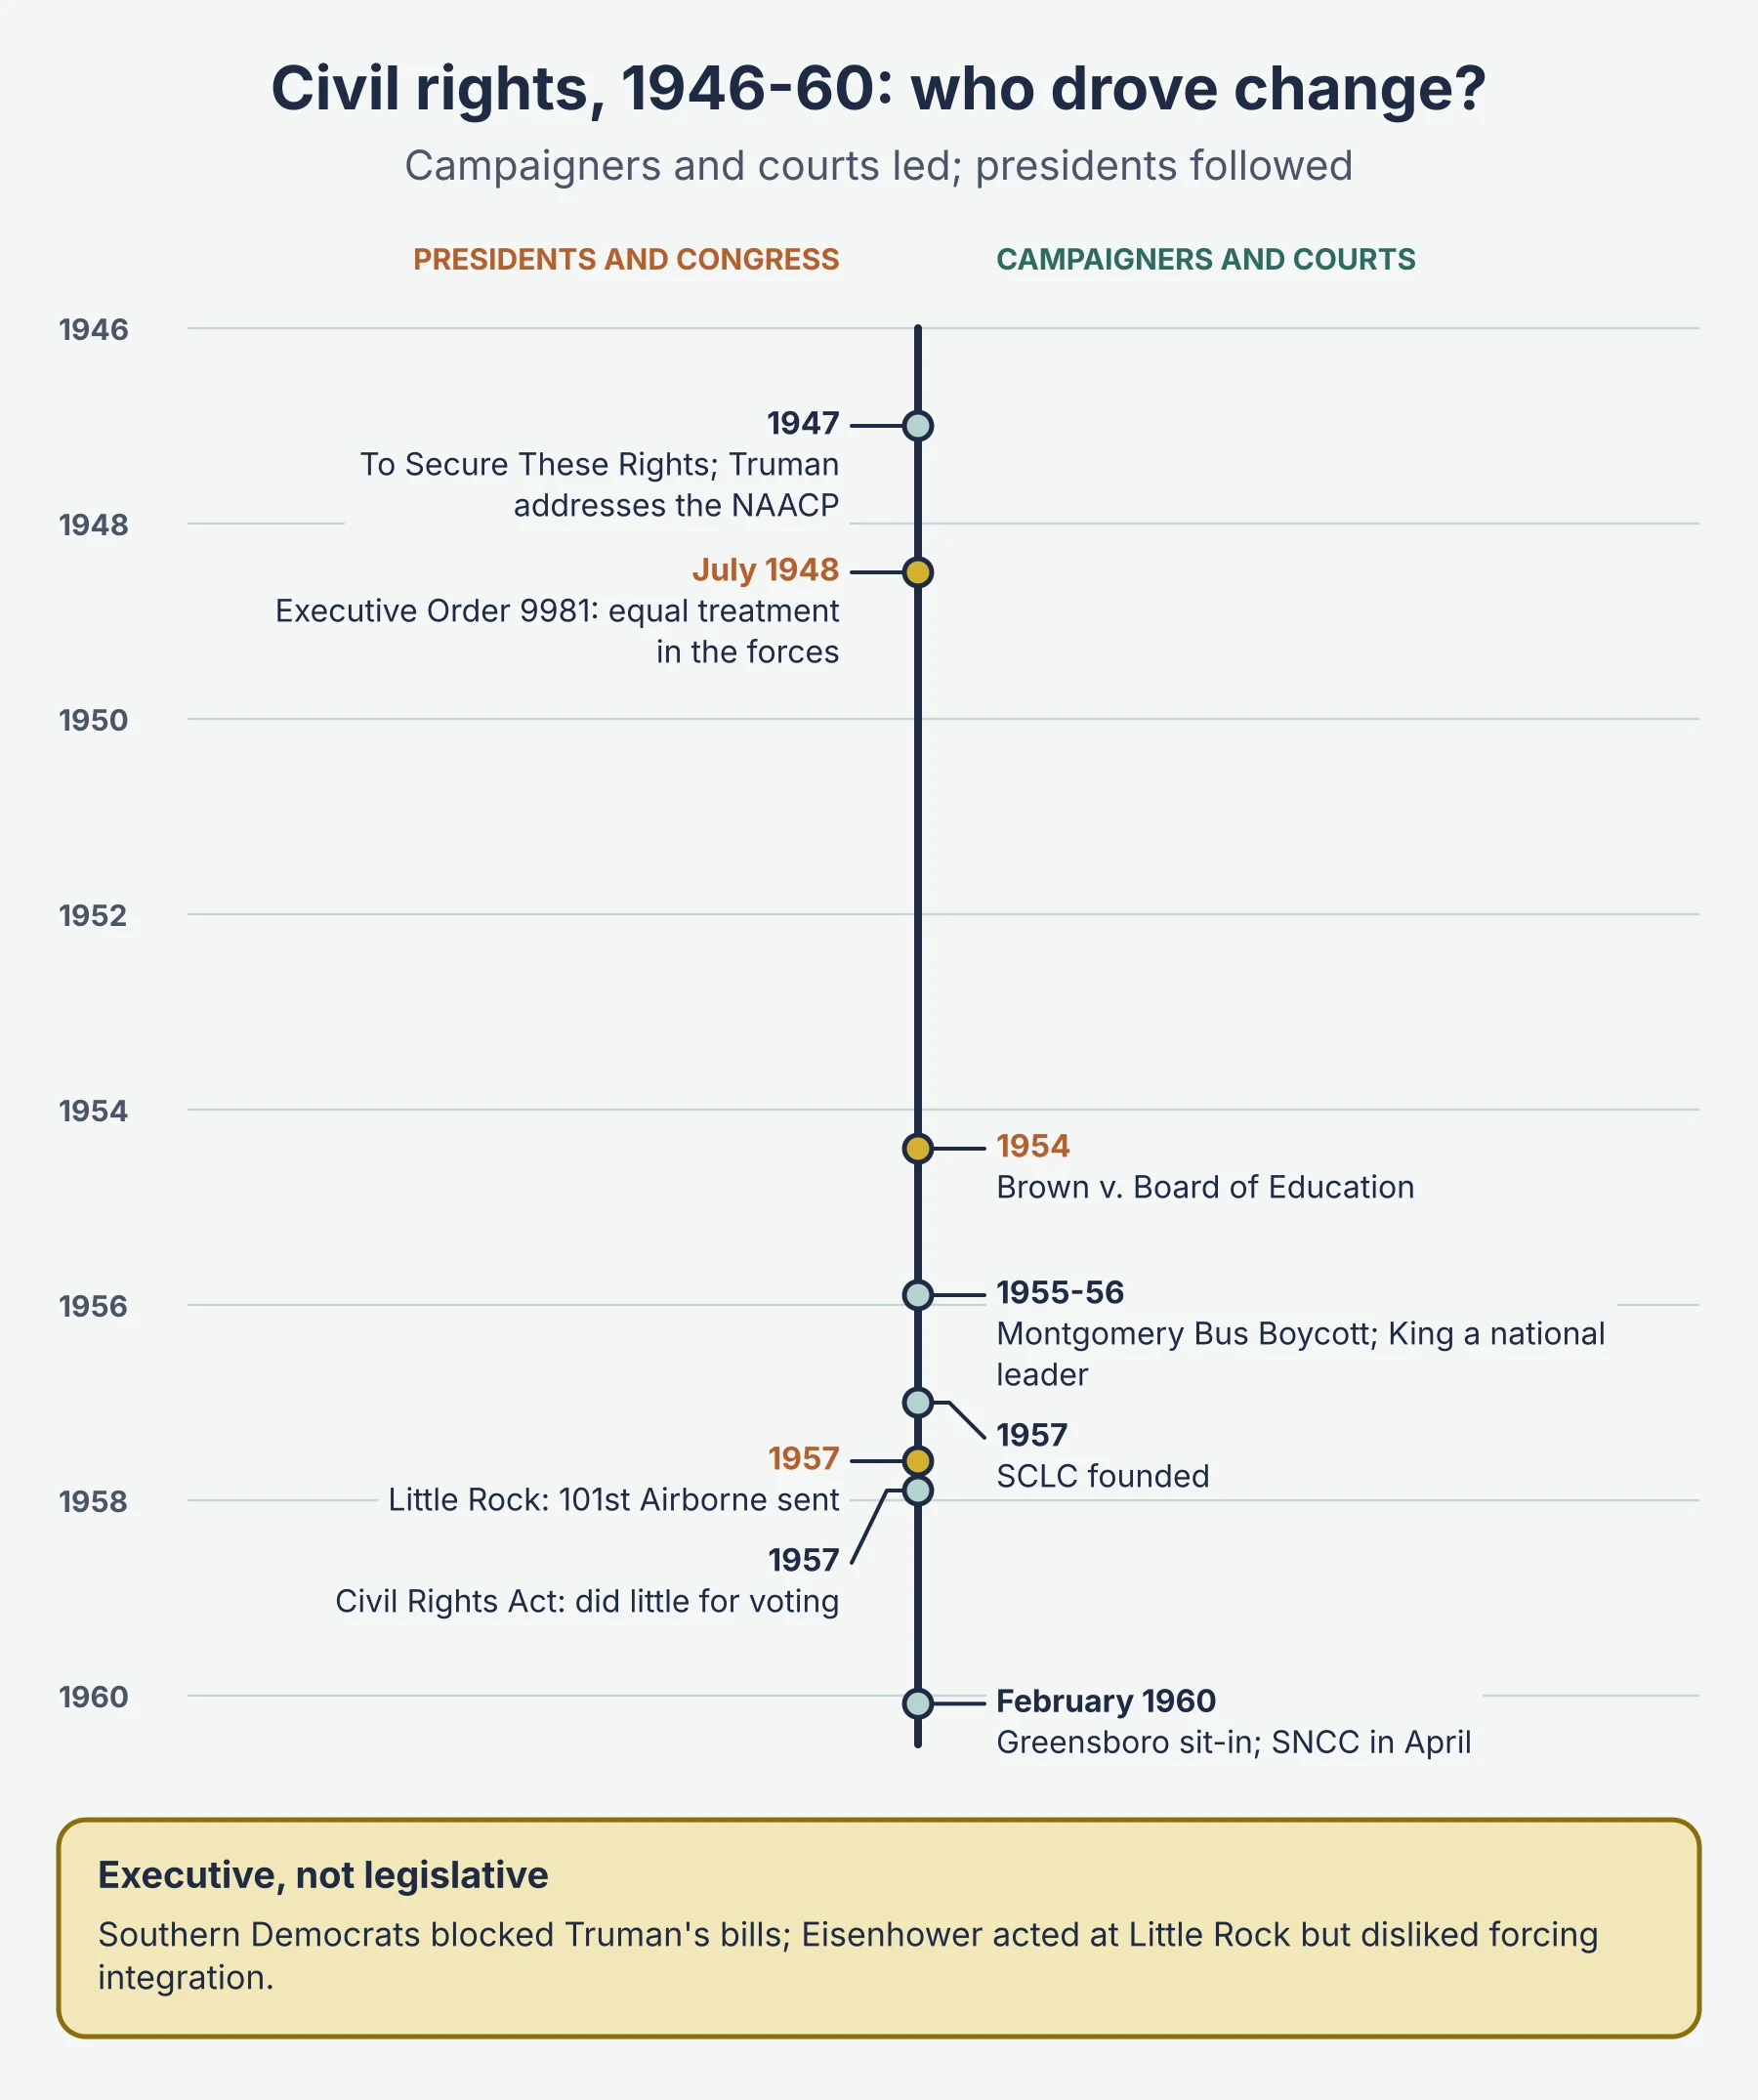 Civil rights, 1946-60: who drove change?
Campaigners and courts led; presidents followed
PRESIDENTS AND CONGRESS
CAMPAIGNERS AND COURTS
1946
1947
To Secure These Rights; Truman
addresses the NAACP
1948
July 1948
Executive Order 9981: equal treatment
in the forces
1950
1952
1954
1954
Brown v. Board of Education
1955-56
1956
Montgomery Bus Boycott; King a national
leader
1957
SCLC founded
1957
Little Rock: 101st Airborne sent
1958
1957
Civil Rights Act: did little for voting
1960
February 1960
Greensboro sit-in; SNCC in April
Executive, not legislative
Southern Democrats blocked Truman's bills; Eisenhower acted at Little Rock but disliked forcing
integration.